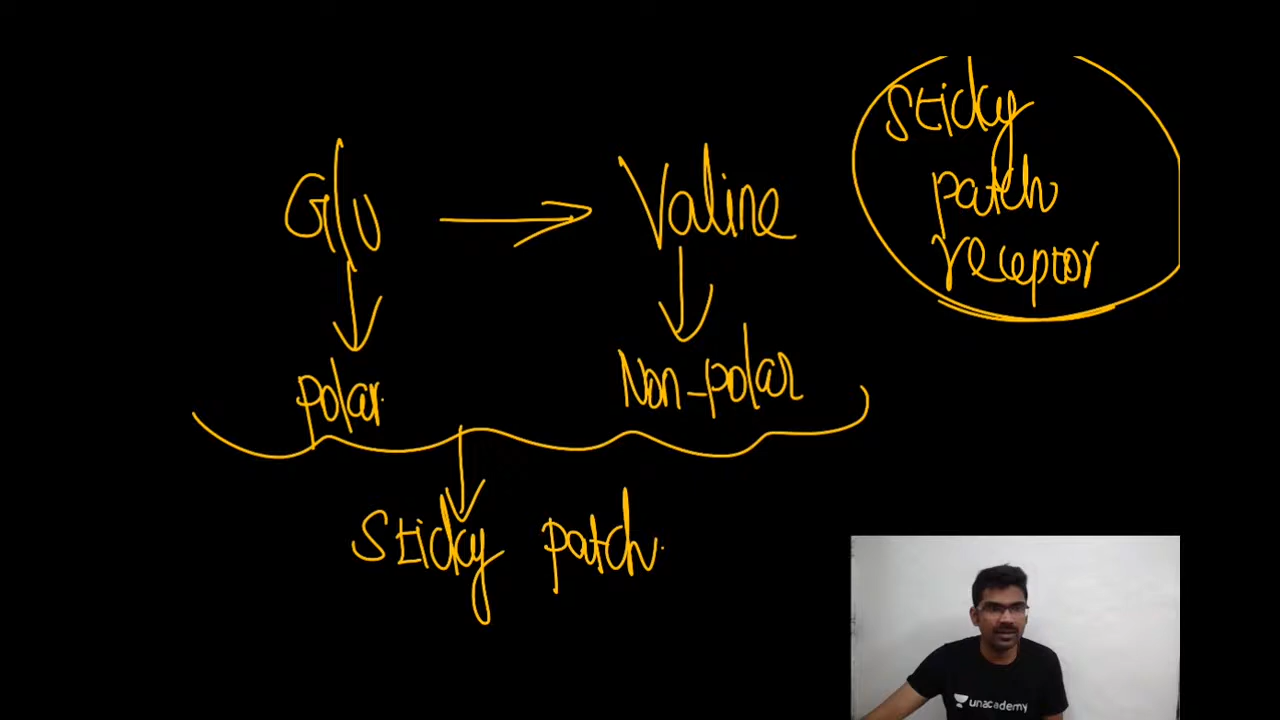 Glu → Valine
Polar Non-polar
Sticky patch
Sticky
patch
receptor
unacademy